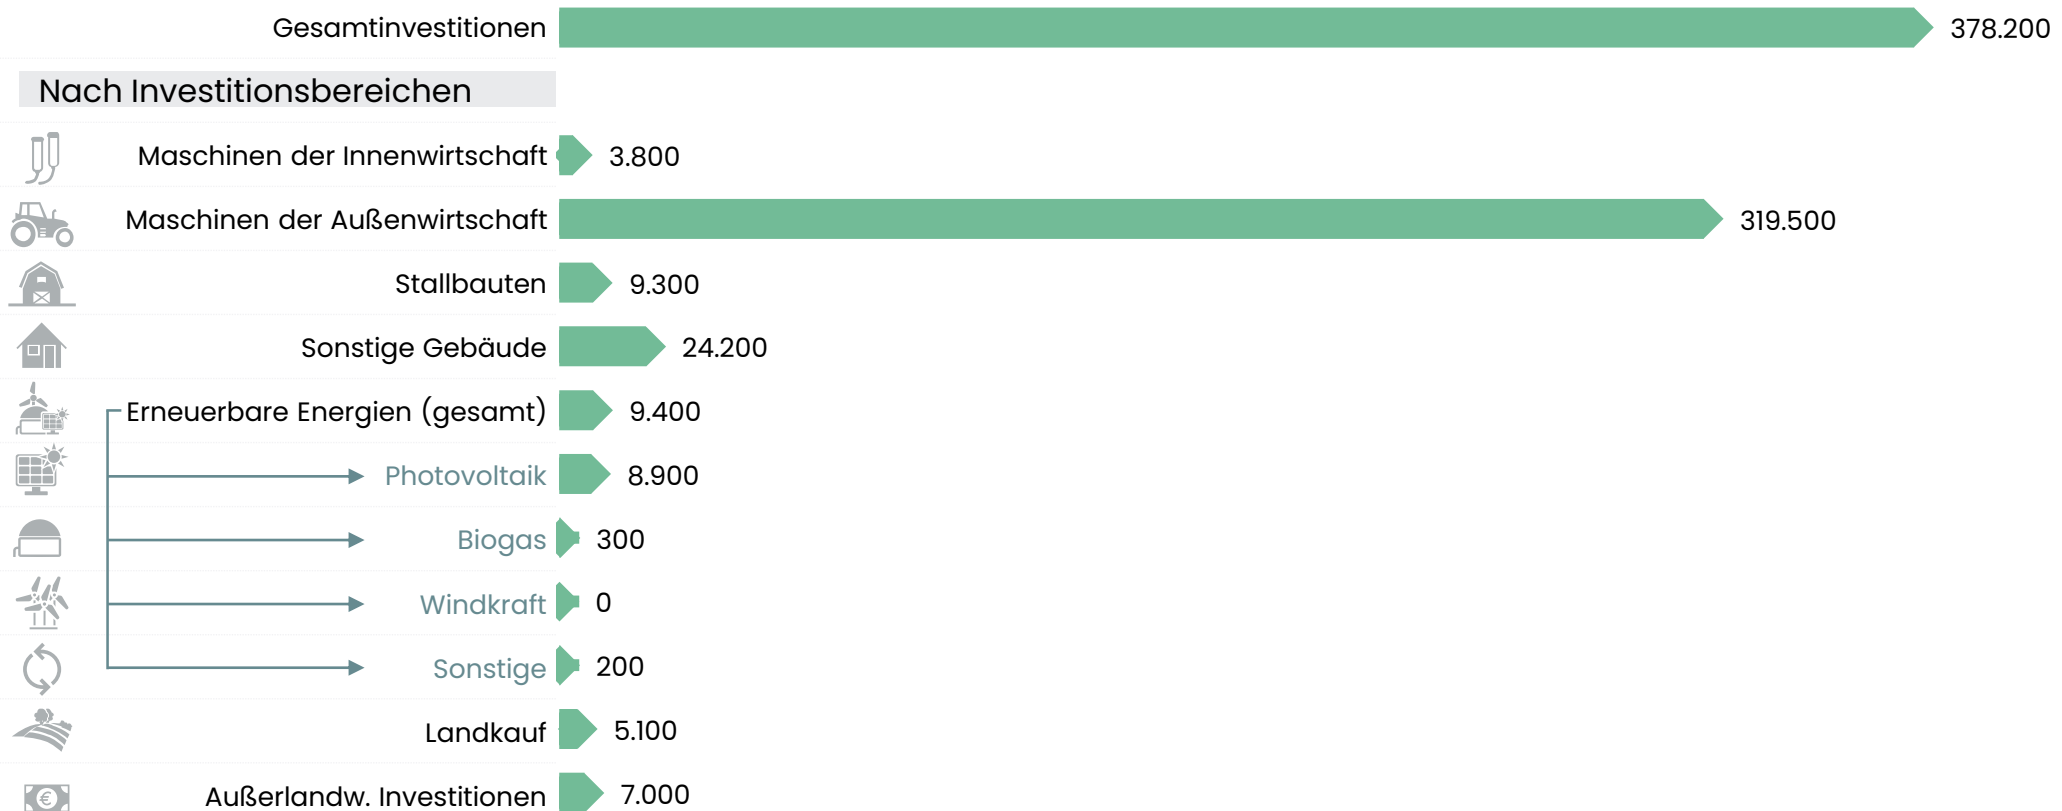 Gesamtinvestitionen 378.200
Nach Investitionsbereichen
Maschinen der Innenwirtschaft 3.800
Maschinen der Außenwirtschaft 319.500
Stallbauten 9.300
Sonstige Gebäude 24.200
Erneuerbare Energien (gesamt) 9.400
Photovoltaik 8.900
Biogas 300
Windkraft 0
Sonstige 200
Landkauf 5.100
€ Außerlandw. Investitionen 7.000